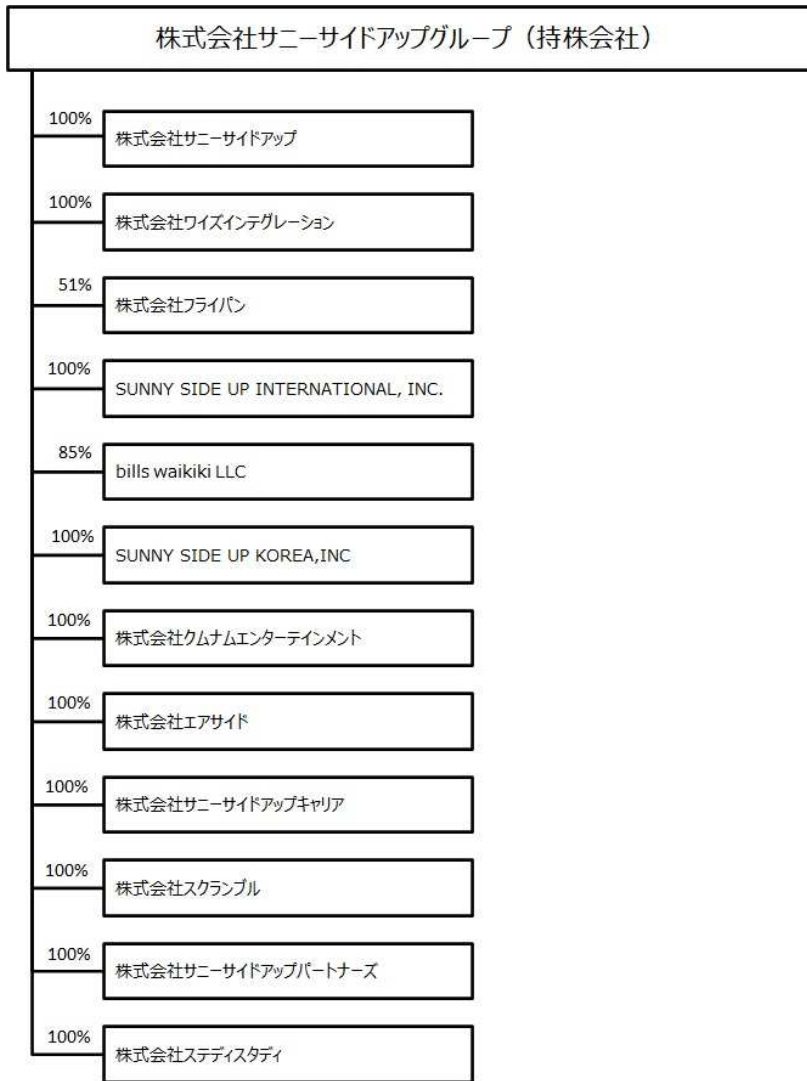 株式会社サニーサイドアップグループ（持株会社）
100%
株式会社サニーサイドアップ
100%
株式会社ワイズインテグレーション
51%
株式会社フライパン
100%
SUNNY SIDE UP INTERNATIONAL, INC.
85%
bills waikiki LLC
100%
SUNNY SIDE UP KOREA,INC
100%
株式会社クムナムエンターテインメント
100%
株式会社エアサイド
100%
株式会社サニーサイドアップキャリア
100%
株式会社スクランブル
100%
株式会社サニーサイドアップパートナーズ
100%
株式会社ステディスタディ